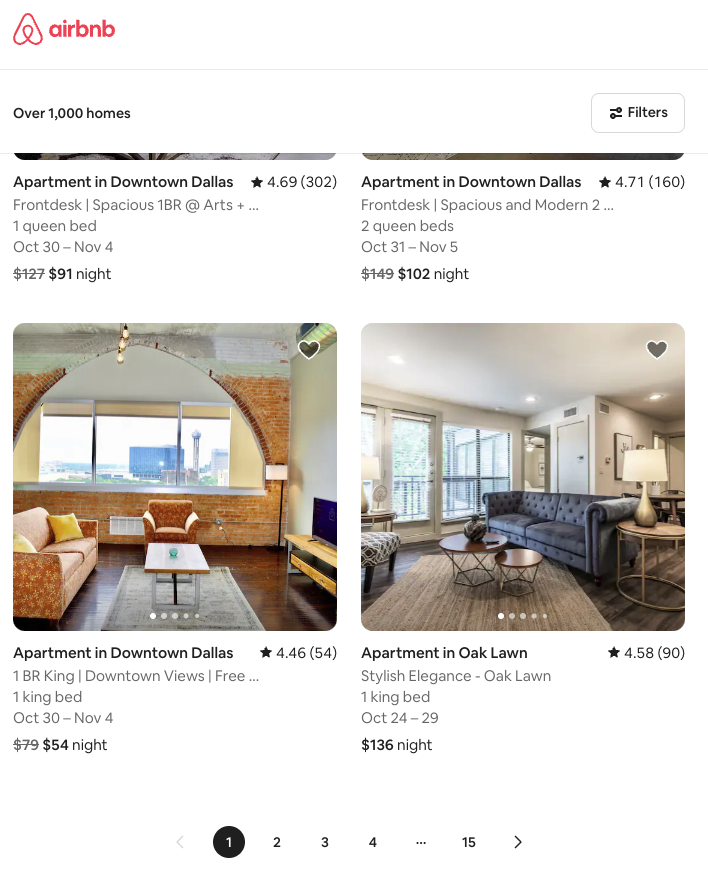 airbnb
Over 1,000 homes
Filters
Apartment in Downtown Dallas
4.69 (302)
Frontdesk | Spacious 1BR @ Arts + ...
1 queen bed
Oct 30 – Nov 4
$127 $91 night
Apartment in Downtown Dallas
4.71 (160)
Frontdesk | Spacious and Modern 2 ...
2 queen beds
Oct 31 – Nov 5
$149 $102 night
Apartment in Downtown Dallas
4.46 (54)
1 BR King | Downtown Views | Free ...
1 king bed
Oct 30 – Nov 4
$79 $54 night
Apartment in Oak Lawn
4.58 (90)
Stylish Elegance - Oak Lawn
1 king bed
Oct 24 – 29
$136 night
1 2 3 4 ... 15